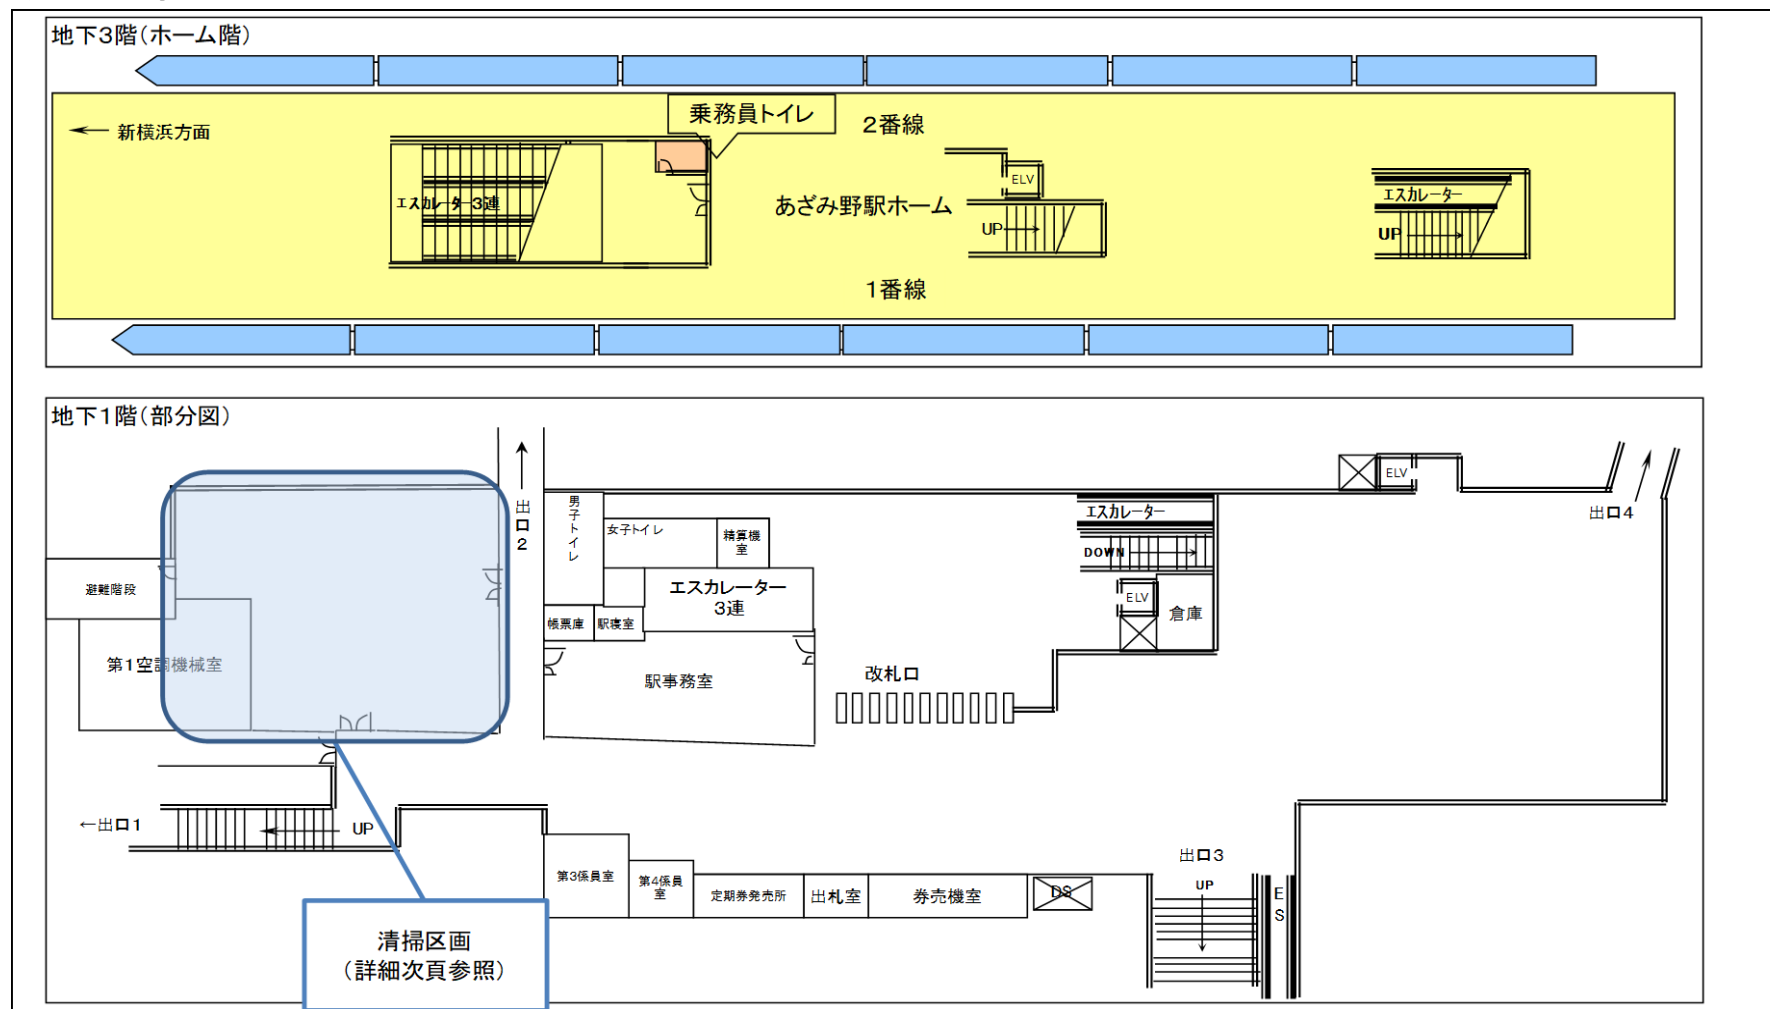 地下3階(ホーム階)
乗務員トイレ
2番線
← 新横浜方面
エスカレーター3連
あざみ野駅ホーム
ELV
UP
エスカレーター
UP
1番線
地下1階(部分図)
出口2
男子トイレ
女子トイレ
精算機
室
エスカレーター
3連
帳票庫
駅寝室
駅事務室
避難階段
第1空調機械室
改札口
エスカレーター
DOWN
ELV
倉庫
ELV
出口4
←出口1
UP
第3係員室
第4係員
室
定期券発売所
出札室
券売機室
DS
出口3
UP
ES
清掃区画
(詳細次頁参照)